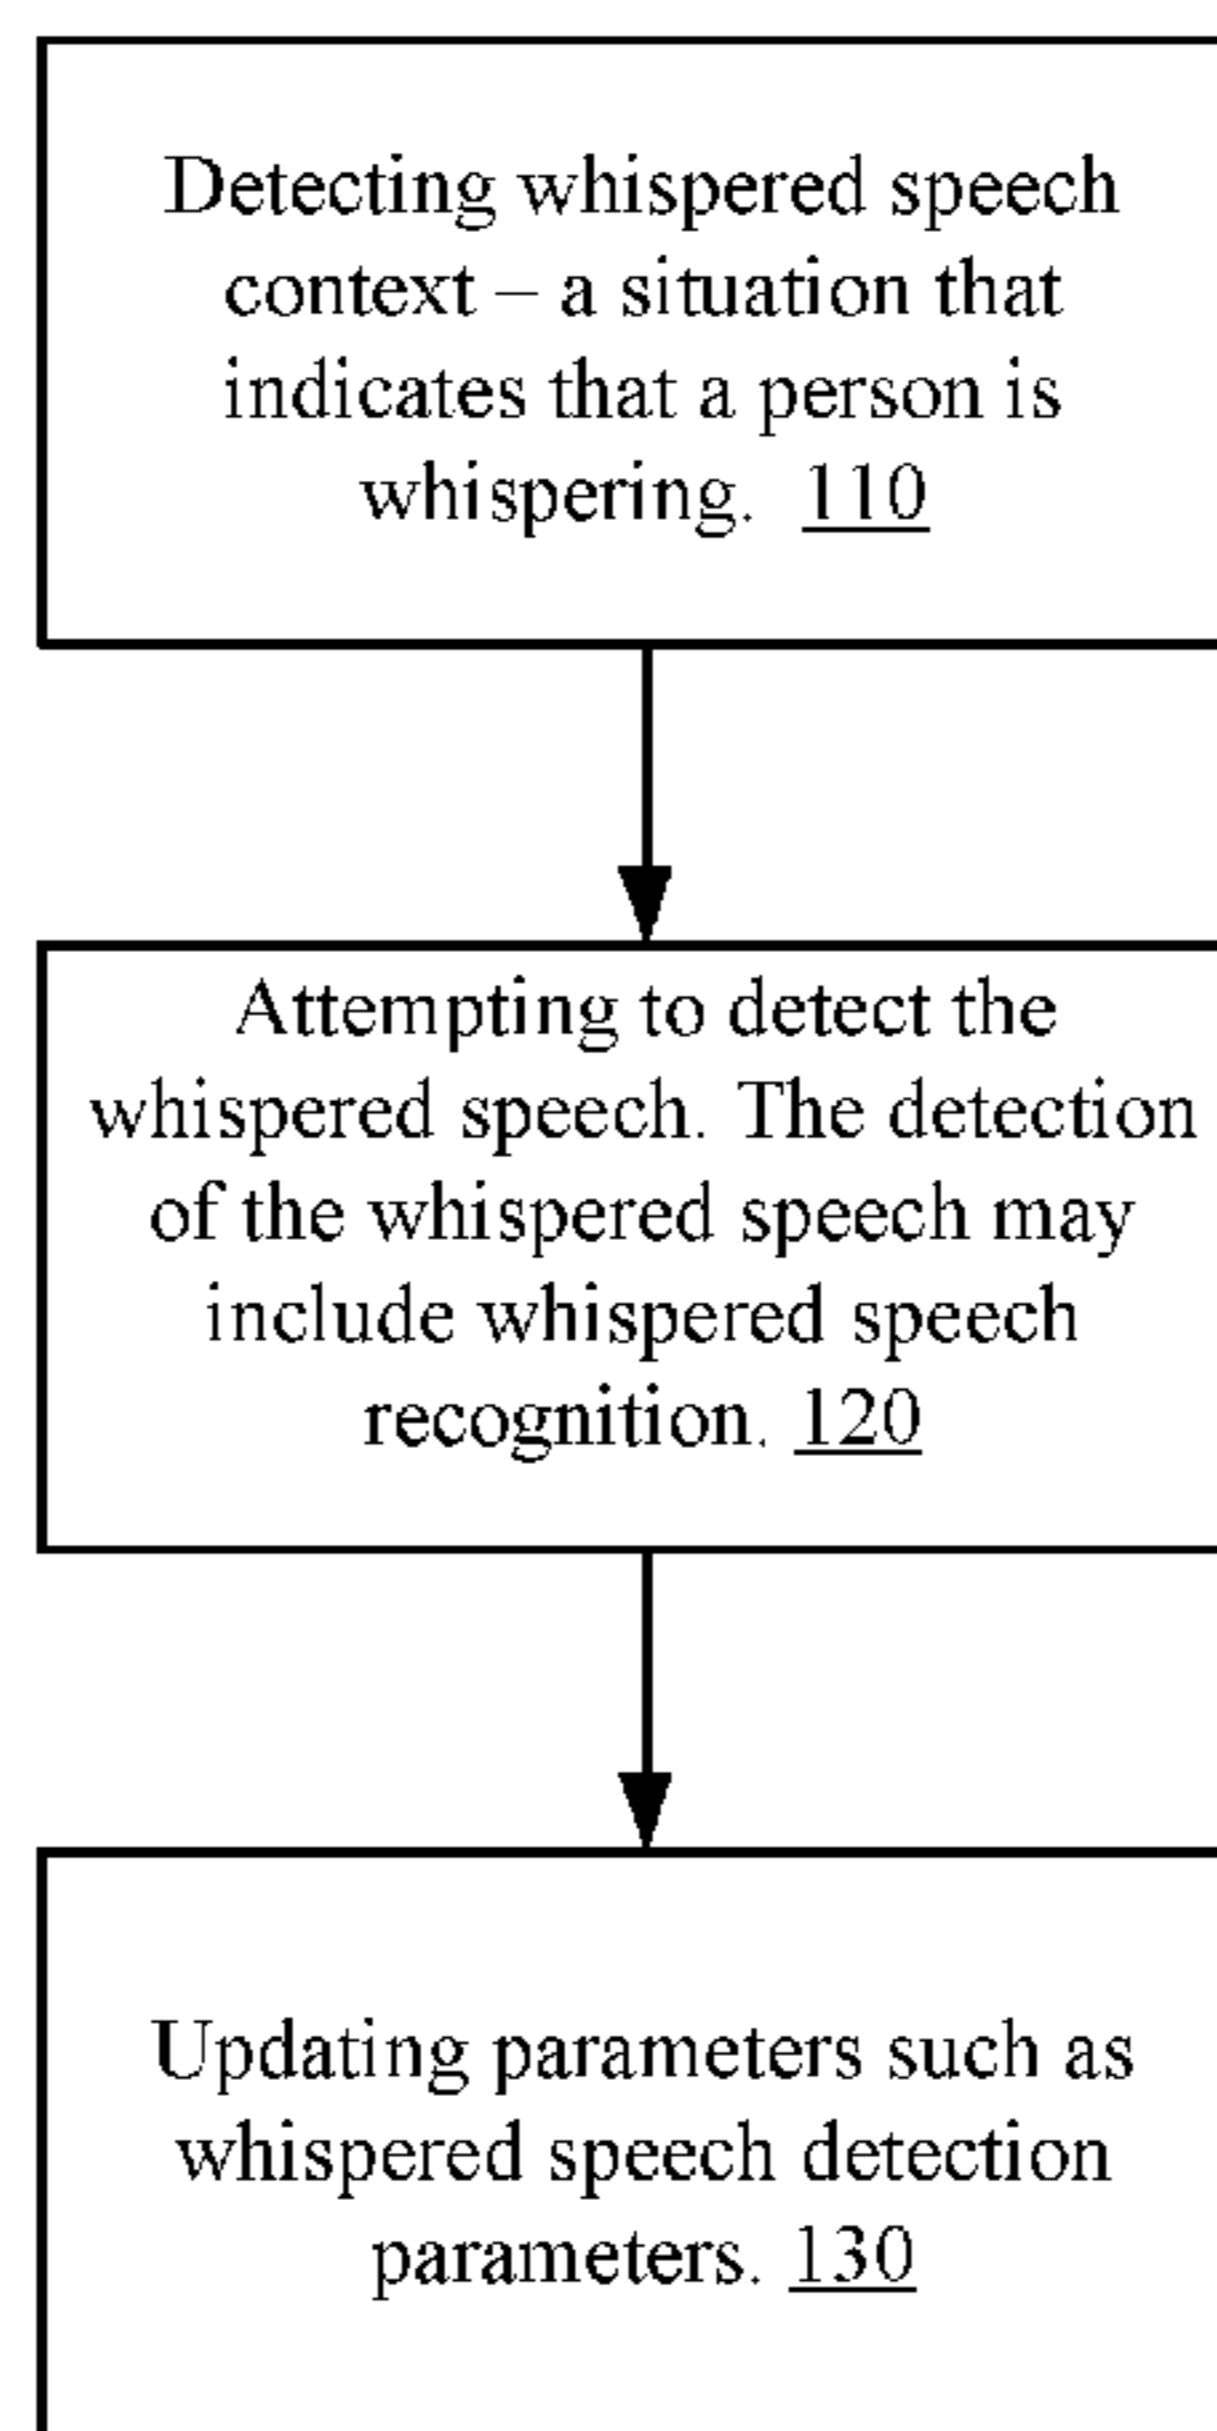 Detecting whispered speech
context – a situation that
indicates that a person is
whispering. 110
Attempting to detect the
whispered speech. The detection
of the whispered speech may
include whispered speech
recognition. 120
Updating parameters such as
whispered speech detection
parameters. 130